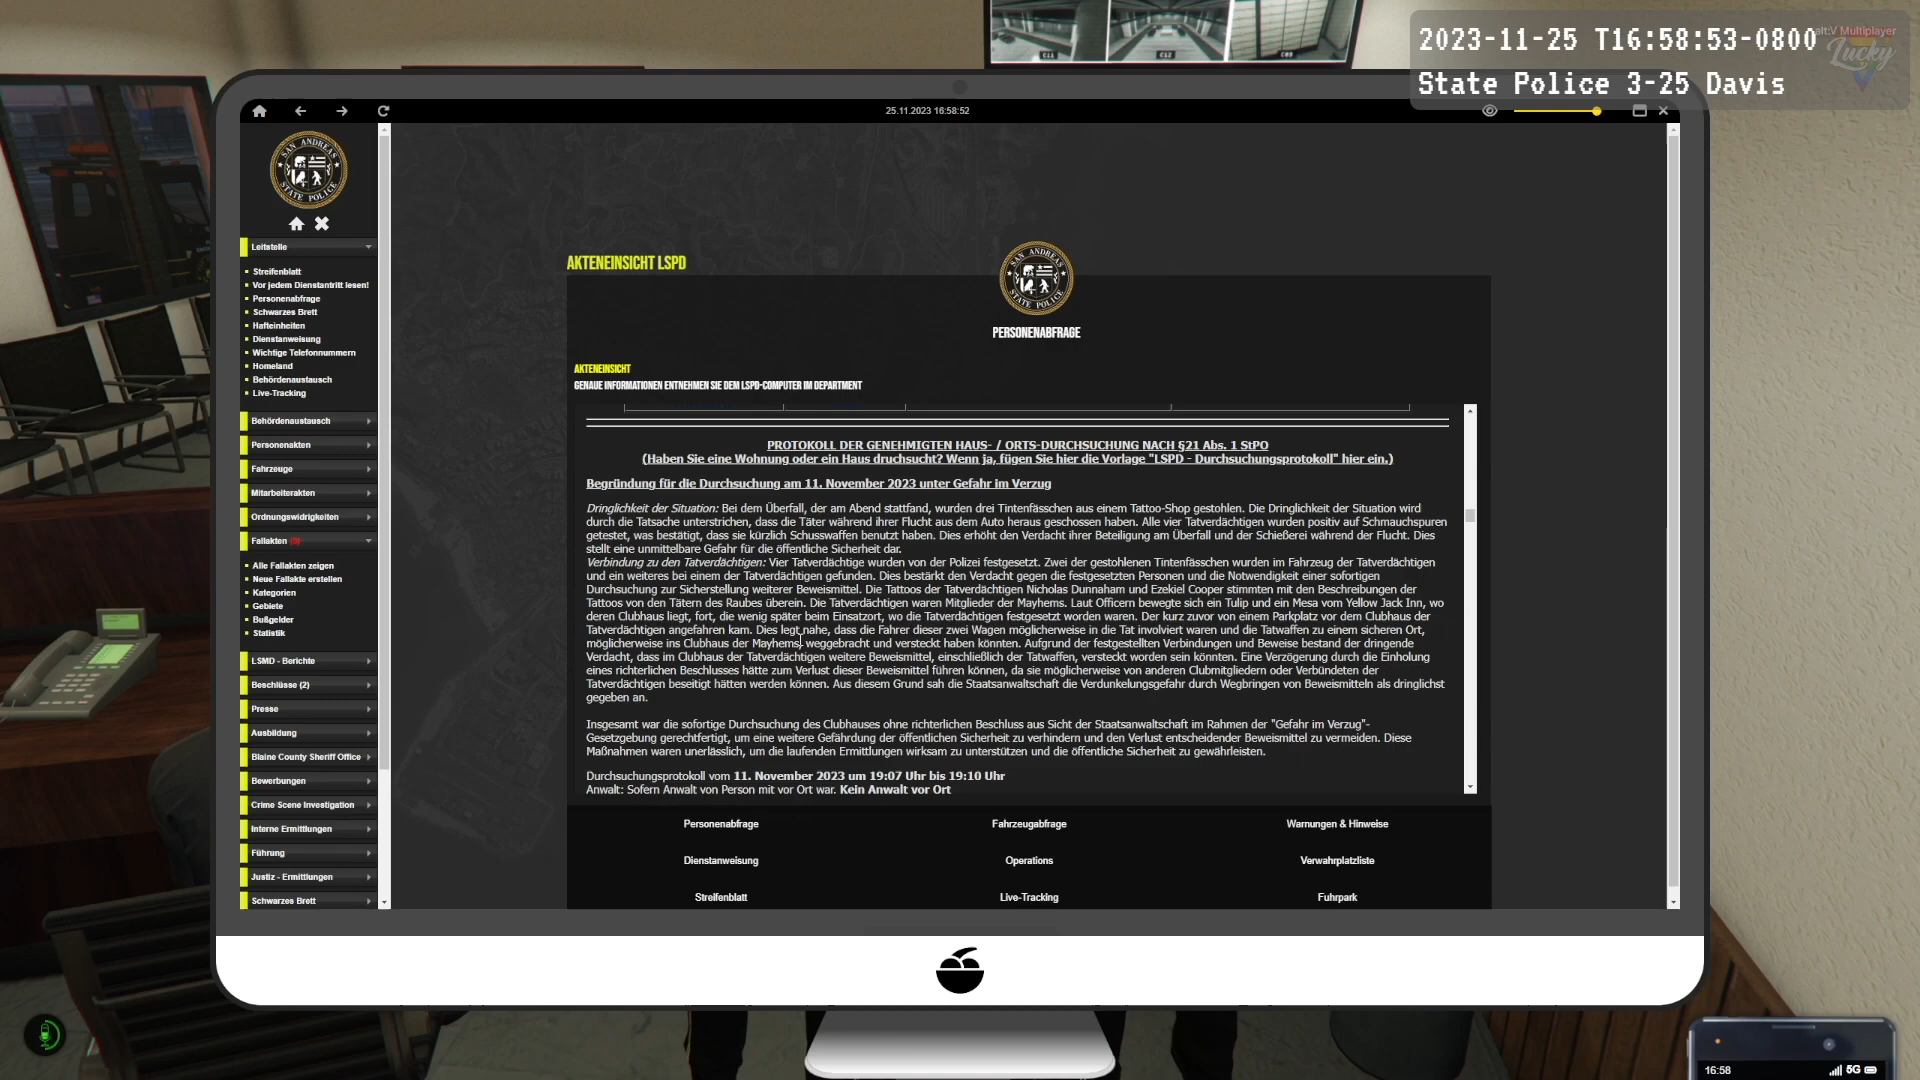 C11
C12
C09
2023-11-25 T16:58:53-0800
alt:V Multiplayer
Lucky
State Police 3-25 Davis
25.11.2023 16:58:52
SAN ANDREAS
STATE POLICE
Leitstelle
Streifenblatt
Vor jedem Dienstantritt lesen!
Personenabfrage
Schwarzes Brett
Hafteinheiten
Dienstanweisung
Wichtige Telefonnummern
Homeland
Behördenaustausch
Live-Tracking
Behördenaustausch
Personenakten
Fahrzeuge
Mitarbeiterakten
Ordnungswidrigkeiten
Fallakten
Alle Fallakten zeigen
Neue Fallakte erstellen
Kategorien
Gebiete
Bußgelder
Statistik
LSMD - Berichte
Beschlüsse (2)
Presse
Ausbildung
Blaine County Sheriff Office
Bewerbungen
Crime Scene Investigation
Interne Ermittlungen
Führung
Justiz - Ermittlungen
Schwarzes Brett
AKTENEINSICHT LSPD
SAN ANDREAS
STATE POLICE
PERSONENABFRAGE
AKTENEINSICHT
GENAUE INFORMATIONEN ENTNEHMEN SIE DEM LSPD-COMPUTER IM DEPARTMENT
PROTOKOLL DER GENEHMIGTEN HAUS- / ORTS-DURCHSUCHUNG NACH §21 Abs. 1 StPO
(Haben Sie eine Wohnung oder ein Haus druchsucht? Wenn ja, fügen Sie hier die Vorlage "LSPD - Durchsuchungsprotokoll" hier ein.)
Begründung für die Durchsuchung am 11. November 2023 unter Gefahr im Verzug
Dringlichkeit der Situation: Bei dem Überfall, der am Abend stattfand, wurden drei Tintenfässchen aus einem Tattoo-Shop gestohlen. Die Dringlichkeit der Situation wird
durch die Tatsache unterstrichen, dass die Täter während ihrer Flucht aus dem Auto heraus geschossen haben. Alle vier Tatverdächtigen wurden positiv auf Schmauchspuren
getestet, was bestätigt, dass sie kürzlich Schusswaffen benutzt haben. Dies erhöht den Verdacht ihrer Beteiligung am Überfall und der Schießerei während der Flucht. Dies
stellt eine unmittelbare Gefahr für die öffentliche Sicherheit dar.
Verbindung zu den Tatverdächtigen: Vier Tatverdächtige wurden von der Polizei festgesetzt. Zwei der gestohlenen Tintenfässchen wurden im Fahrzeug der Tatverdächtigen
und ein weiteres bei einem der Tatverdächtigen gefunden. Dies bestärkt den Verdacht gegen die festgesetzten Personen und die Notwendigkeit einer sofortigen
Durchsuchung zur Sicherstellung weiterer Beweismittel. Die Tattoos der Tatverdächtigen Nicholas Dunnaham und Ezekiel Cooper stimmten mit den Beschreibungen der
Tattoos von den Tätern des Raubes überein. Die Tatverdächtigen waren Mitglieder der Mayhems. Laut Officern bewegte sich ein Tulip und ein Mesa vom Yellow Jack Inn, wo
deren Clubhaus liegt, fort, die wenig später beim Einsatzort, wo die Tatverdächtigen festgesetzt worden waren. Der kurz zuvor von einem Parkplatz vor dem Clubhaus der
Tatverdächtigen angefahren kam. Dies legt nahe, dass die Fahrer dieser zwei Wagen möglicherweise in die Tat involviert waren und die Tatwaffen zu einem sicheren Ort,
möglicherweise ins Clubhaus der Mayhems weggebracht und versteckt haben könnten. Aufgrund der festgestellten Verbindungen und Beweise bestand der dringende
Verdacht, dass im Clubhaus der Tatverdächtigen weitere Beweismittel, einschließlich der Tatwaffen, versteckt worden sein könnten. Eine Verzögerung durch die Einholung
eines richterlichen Beschlusses hätte zum Verlust dieser Beweismittel führen können, da sie möglicherweise von anderen Clubmitgliedern oder Verbündeten der
Tatverdächtigen beseitigt hätten werden können. Aus diesem Grund sah die Staatsanwaltschaft die Verdunkelungsgefahr durch Wegbringen von Beweismitteln als dringlichst
gegeben an.
Insgesamt war die sofortige Durchsuchung des Clubhauses ohne richterlichen Beschluss aus Sicht der Staatsanwaltschaft im Rahmen der "Gefahr im Verzug"-
Gesetzgebung gerechtfertigt, um eine weitere Gefährdung der öffentlichen Sicherheit zu verhindern und den Verlust entscheidender Beweismittel zu vermeiden. Diese
Maßnahmen waren unerlässlich, um die laufenden Ermittlungen wirksam zu unterstützen und die öffentliche Sicherheit zu gewährleisten.
Durchsuchungsprotokoll vom 11. November 2023 um 19:07 Uhr bis 19:10 Uhr
Anwalt: Sofern Anwalt von Person mit vor Ort war. Kein Anwalt vor Ort
Personenabfrage
Fahrzeugabfrage
Warnungen & Hinweise
Dienstanweisung
Operations
Verwahrplatzliste
Streifenblatt
Live-Tracking
Fuhrpark
16:58
5G